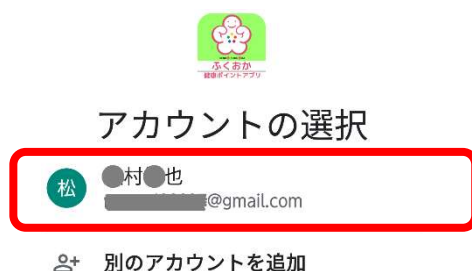 ふくおか
健康ポイントアプリ
アカウントの選択
松
村 也
@gmail.com
別のアカウントを追加